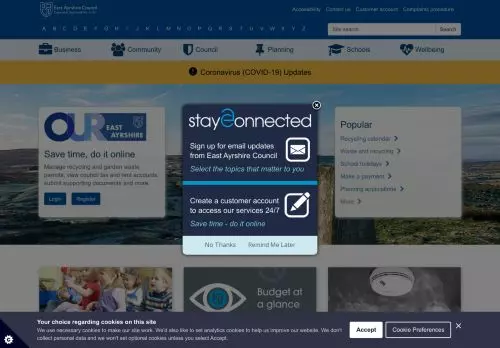 East Ayrshire Council
Accessibility Contact us Customer account Complaints procedure
A B C D E F G H I J K L M N O P Q R S T U V W X Y Z
Site search
Search
Business Community Council Planning Schools Wellbeing
Coronavirus (COVID-19) Updates
OUR EAST AYRSHIRE
Save time, do it online
Manage recycling and garden waste permits, view council tax and rent accounts, submit supporting documents and more.
Login Register
stayConnected
Sign up for email updates
from East Ayrshire Council
Select the topics that matter to you
Create a customer account
to access our services 24/7
Save time - do it online
No Thanks Remind Me Later
Popular
Recycling calendar
Waste and recycling
School holidays
Make a payment
Planning applications
More
Budget at
a glance
Your choice regarding cookies on this site
We use necessary cookies to make our site work. We'd also like to set analytics cookies to help us improve our website. We don't
collect personal data and we won't set optional cookies unless you select Accept.
Accept Cookie Preferences